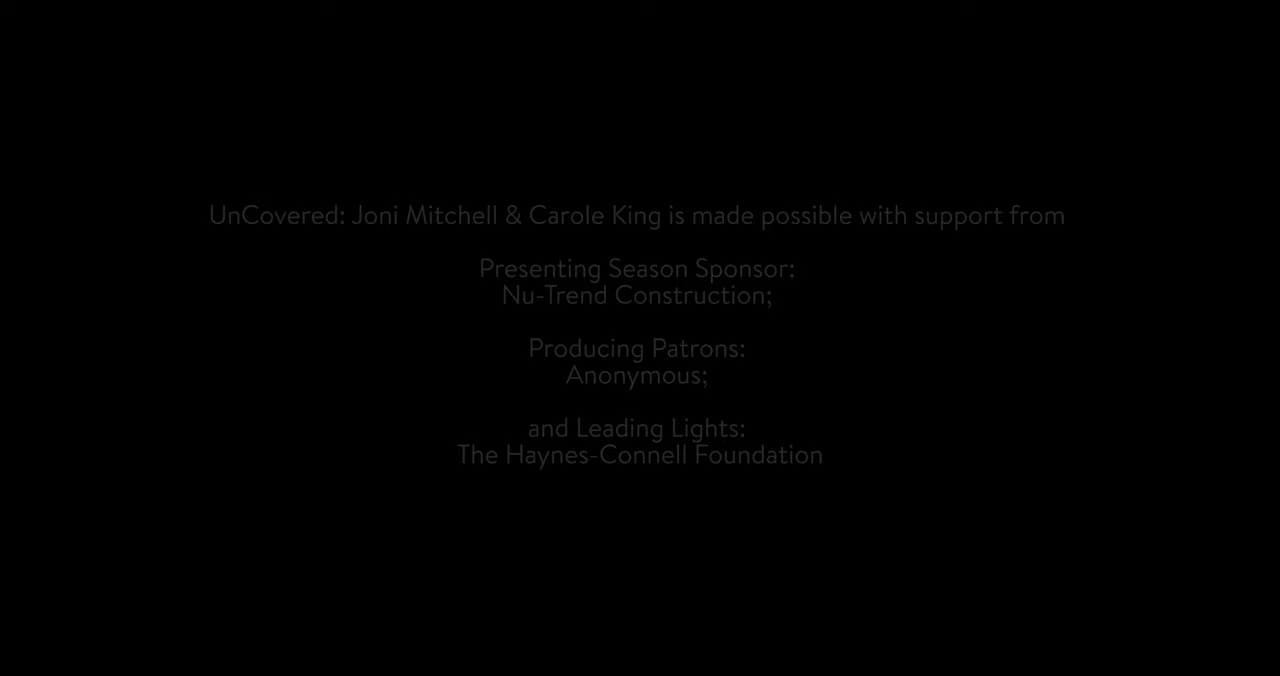 UnCovered: Joni Mitchell & Carole King is made possible with support from
Presenting Season Sponsor:
Nu-Trend Construction;
Producing Patrons:
Anonymous;
and Leading Lights:
The Haynes-Connell Foundation